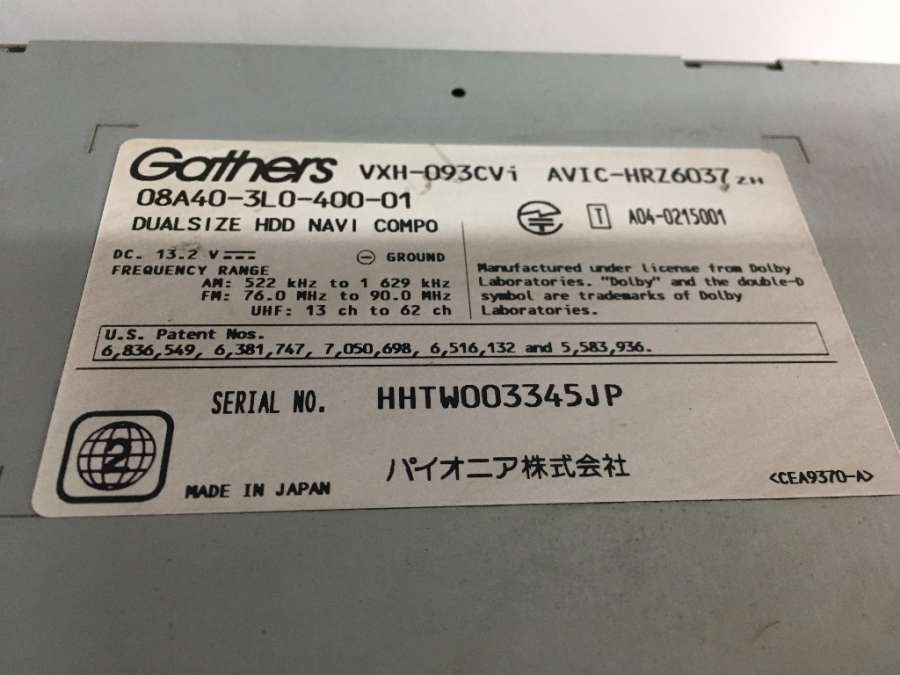 Gathers VXH-093CVi AVIC-HRZ6037 ZH
08A40-3L0-400-01
DUALSIZE HDD NAVI COMPO
T A04-0215001
DC. 13.2 V
GROUND
FREQUENCY RANGE
AM: 522 kHz to 1 629 kHz
FM: 76.0 MHz to 90.0 MHz
UHF: 13 ch to 62 ch
Manufactured under license from Dolby
Laboratories. "Dolby" and the double-D
symbol are trademarks of Dolby
Laboratories.
U.S. Patent Nos.
6,836,549, 6,381,747, 7,050,698, 6,516,132 and 5,583,936.
SERIAL NO. HHTW003345JP
2
MADE IN JAPAN
パイオニア株式会社
<CEA9370-A>